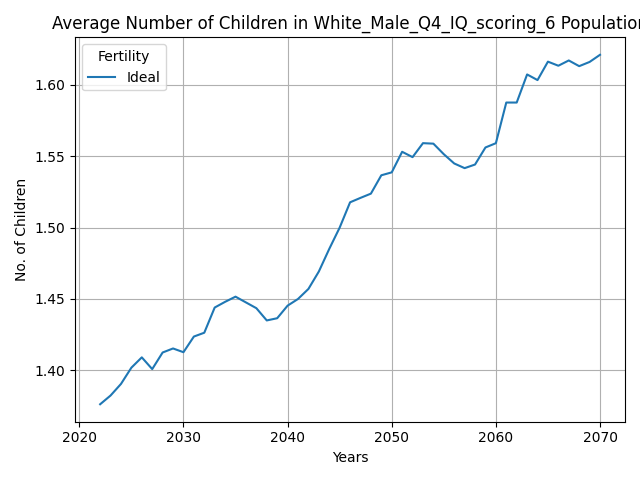 Average Number of Children in White_Male_Q4_IQ_scoring_6 Population
Fertility
Ideal
No. of Children
1.60
1.55
1.50
1.45
1.40
2020 2030 2040 2050 2060 2070
Years